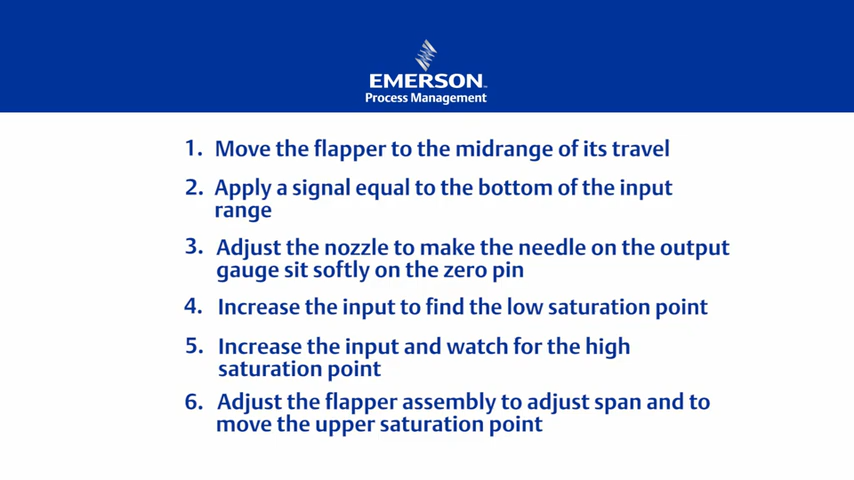 EMERSON
Process Management
1. Move the flapper to the midrange of its travel
2. Apply a signal equal to the bottom of the input
range
3. Adjust the nozzle to make the needle on the output
gauge sit softly on the zero pin
4. Increase the input to find the low saturation point
5. Increase the input and watch for the high
saturation point
6. Adjust the flapper assembly to adjust span and to
move the upper saturation point